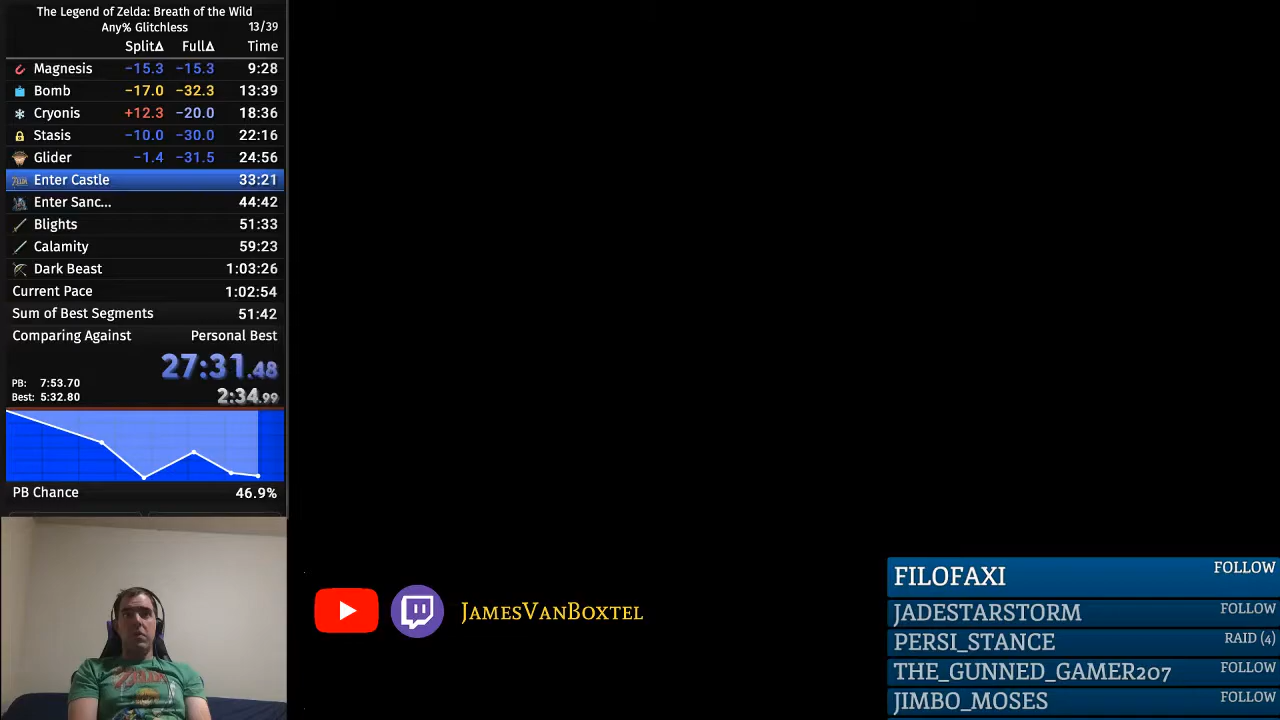 The Legend of Zelda: Breath of the Wild
Any% Glitchless 13/39
SplitΔ FullΔ Time
Magnesis −15.3 −15.3 9:28
Bomb −17.0 −32.3 13:39
Cryonis +12.3 −20.0 18:36
Stasis −10.0 −30.0 22:16
Glider −1.4 −31.5 24:56
Enter Castle 33:21
Enter Sanc... 44:42
Blights 51:33
Calamity 59:23
Dark Beast 1:03:26
Current Pace 1:02:54
Sum of Best Segments 51:42
Comparing Against Personal Best
27:31.48
PB: 7:53.70
Best: 5:32.80
2:34.99
PB Chance 46.9%
JamesVanBoxtel
FILOFAXI FOLLOW
JADESTARSTORM FOLLOW
PERSI_STANCE RAID (4)
THE_GUNNED_GAMER207 FOLLOW
JIMBO_MOSES FOLLOW